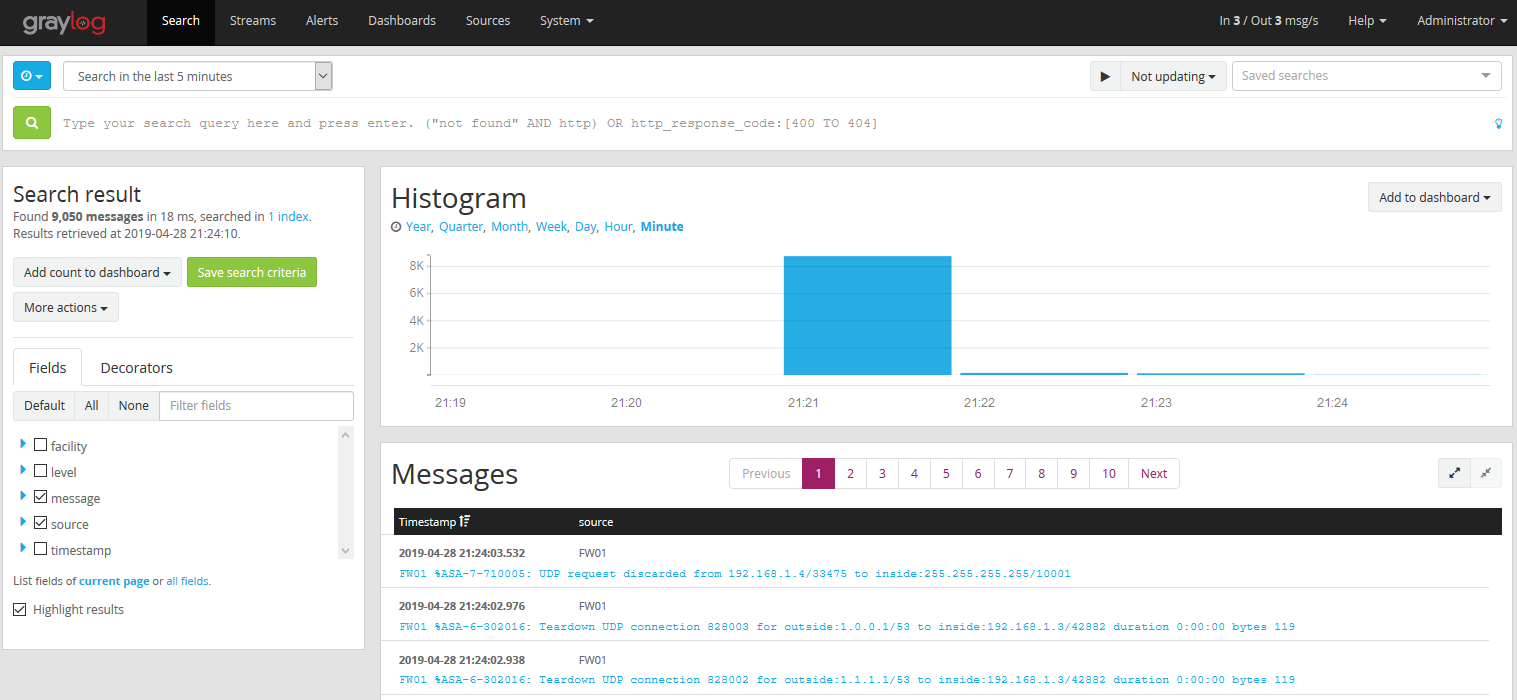 graylog Search Streams Alerts Dashboards Sources System In 3 / Out 3 msg/s Help Administrator
Search in the last 5 minutes Not updating Saved searches
Type your search query here and press enter. ("not found" AND http) OR http_response_code:[400 TO 404]
Search result
Found 9,050 messages in 18 ms, searched in 1 index.
Results retrieved at 2019-04-28 21:24:10.
Add count to dashboard Save search criteria
More actions
Fields Decorators
Default All None Filter fields
facility
level
message
source
timestamp
List fields of current page or all fields.
Highlight results
Histogram Add to dashboard
Year, Quarter, Month, Week, Day, Hour, Minute
8K
6K
4K
2K
21:19 21:20 21:21 21:22 21:23 21:24
Messages Previous 1 2 3 4 5 6 7 8 9 10 Next
Timestamp source
2019-04-28 21:24:03.532 FW01
FW01 %ASA-7-710005: UDP request discarded from 192.168.1.4/33475 to inside:255.255.255.255/10001
2019-04-28 21:24:02.976 FW01
FW01 %ASA-6-302016: Teardown UDP connection 828003 for outside:1.0.0.1/53 to inside:192.168.1.3/42882 duration 0:00:00 bytes 119
2019-04-28 21:24:02.938 FW01
FW01 %ASA-6-302016: Teardown UDP connection 828002 for outside:1.1.1.1/53 to inside:192.168.1.3/42882 duration 0:00:00 bytes 119